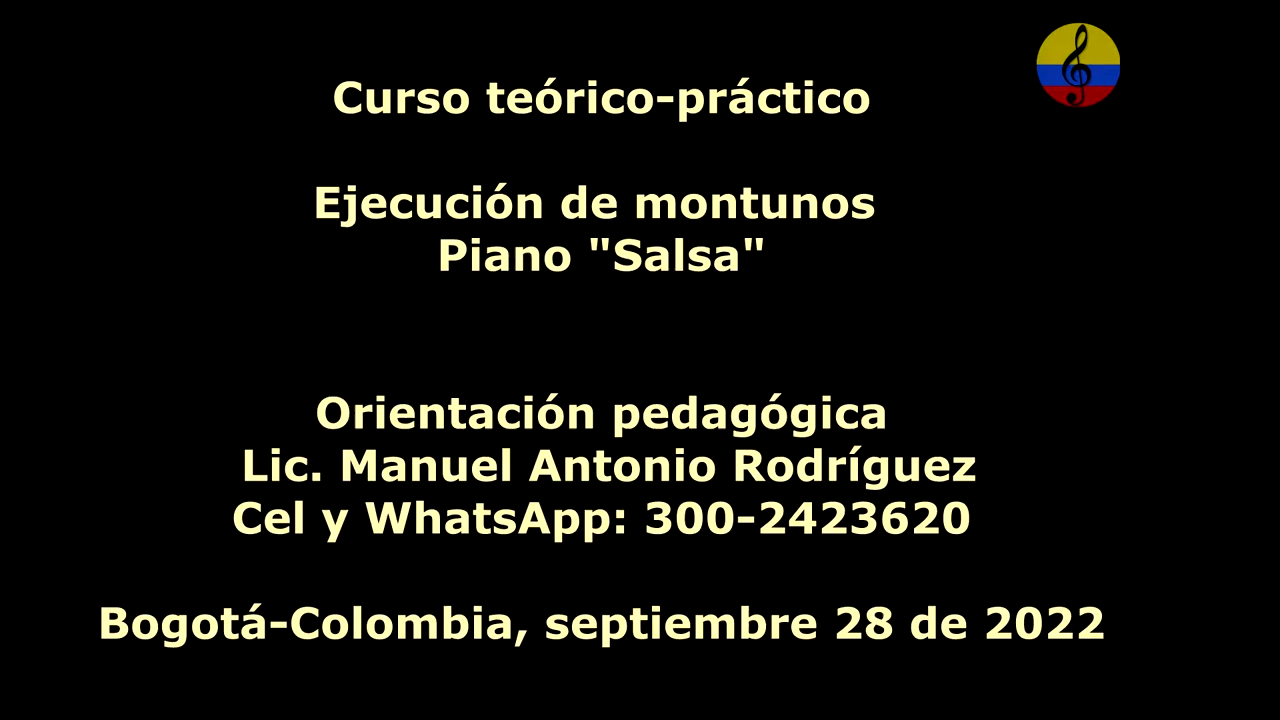 Curso teórico-práctico
Ejecución de montunos
Piano "Salsa"
Orientación pedagógica
Lic. Manuel Antonio Rodríguez
Cel y WhatsApp: 300-2423620
Bogotá-Colombia, septiembre 28 de 2022